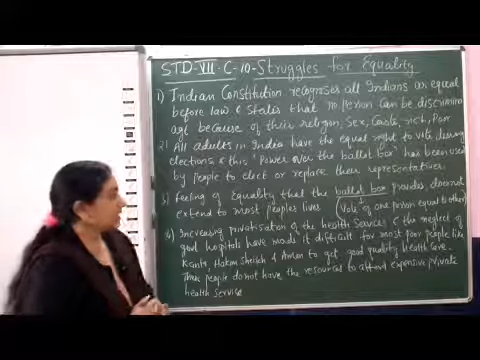 STD-VII-C-10-Struggles for Equality
1) Indian Constitution recognises all Indians as equal
before law & States that no person can be discrimin
age because of their religion, Sex, Caste, rich, Poor
2) All adults in India have the equal right to vote during
elections & this 'Power over the ballot box' has been used
by people to elect or replace their representatives.
3) Feeling of Equality that the ballot box provides doesnot
extend to most peoples lives. (Vote of one person equal to other)
4) Increasing privatisation of the health Services & the neglect of
govt hospitals have made it difficult for most poor people like
Kanta, Hakim Sheikh & Aman to get good quality health care.
These people do not have the resources to afford expensive private
health Service